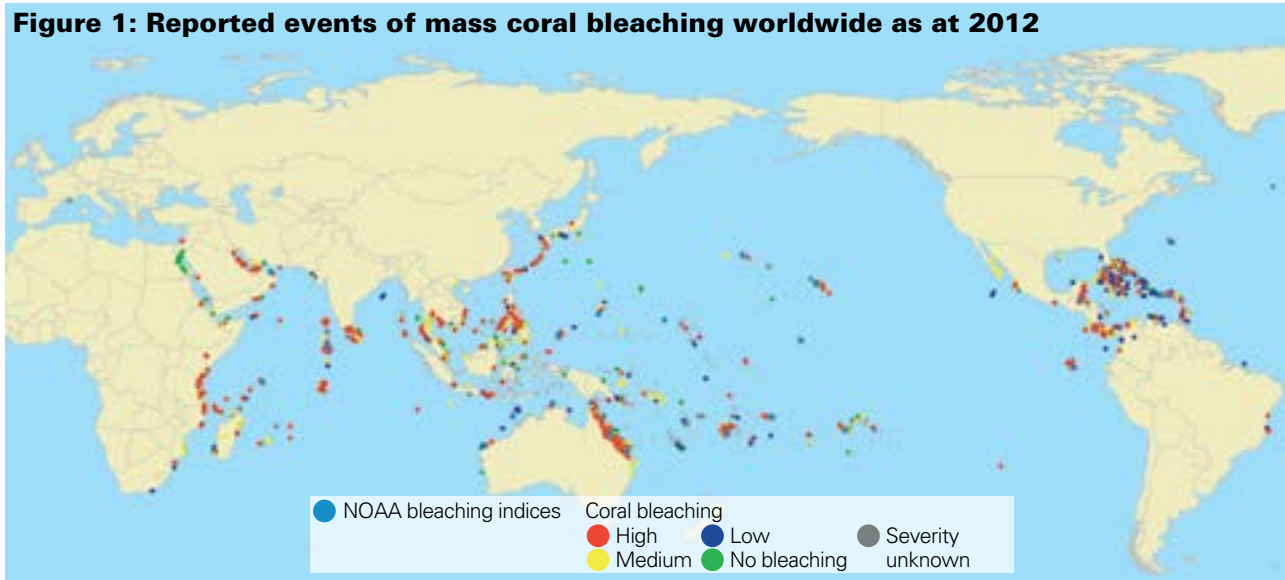 Figure 1: Reported events of mass coral bleaching worldwide as at 2012
NOAA bleaching indices
Coral bleaching
High
Medium
Low
No bleaching
Severity
unknown